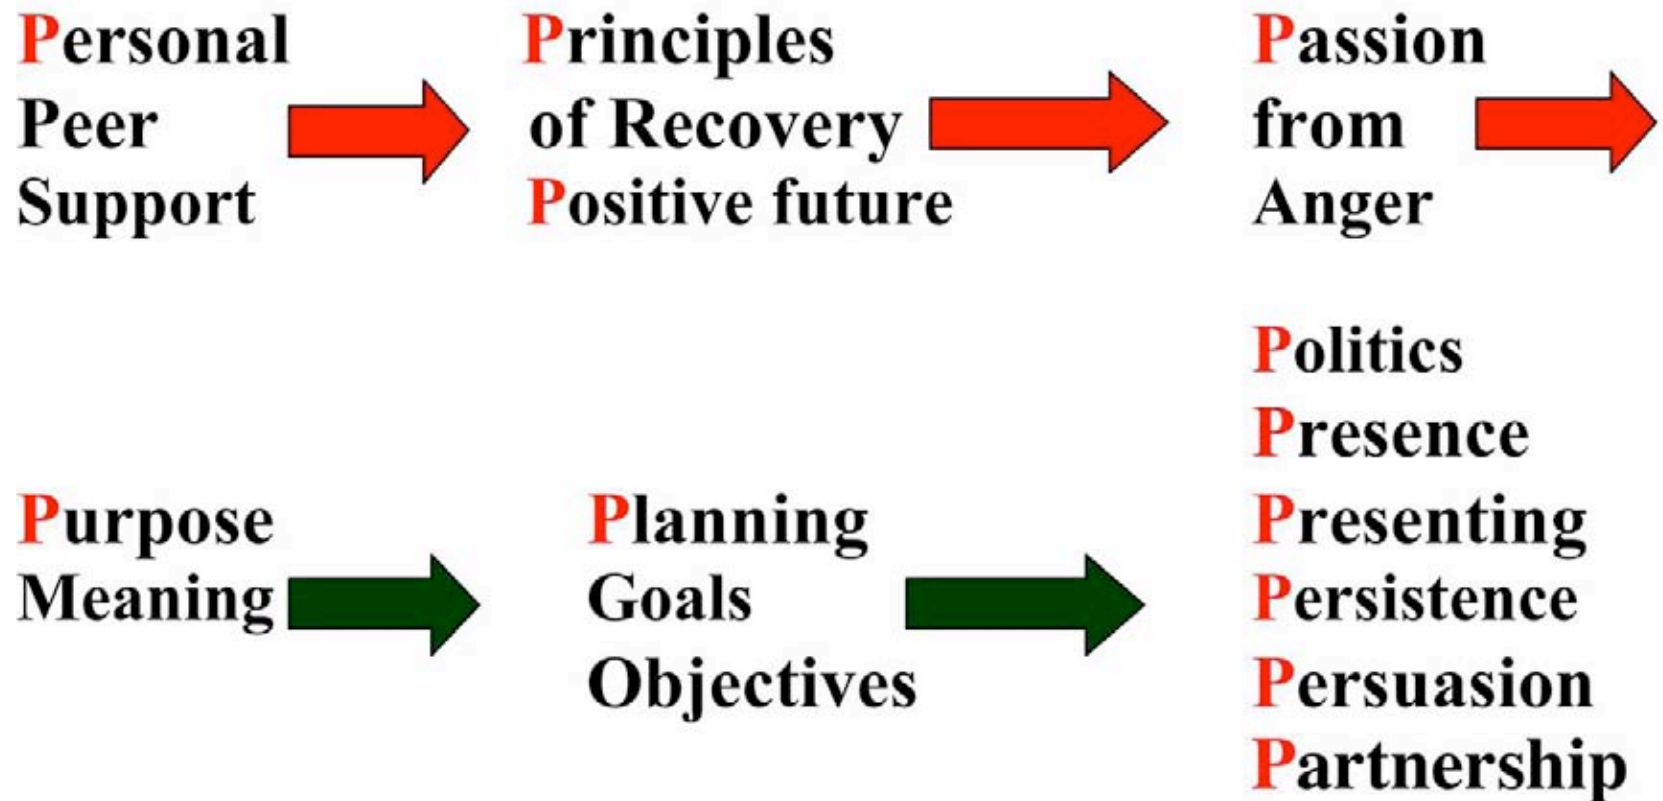 Personal
Peer
Support
Principles
of Recovery
Positive future
Passion
from
Anger
Purpose
Meaning
Planning
Goals
Objectives
Politics
Presence
Presenting
Persistence
Persuasion
Partnership